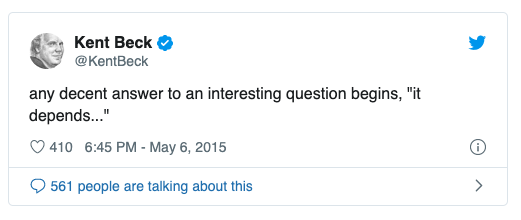 Kent Beck
@KentBeck
any decent answer to an interesting question begins, "it
depends..."
410 6:45 PM - May 6, 2015
561 people are talking about this